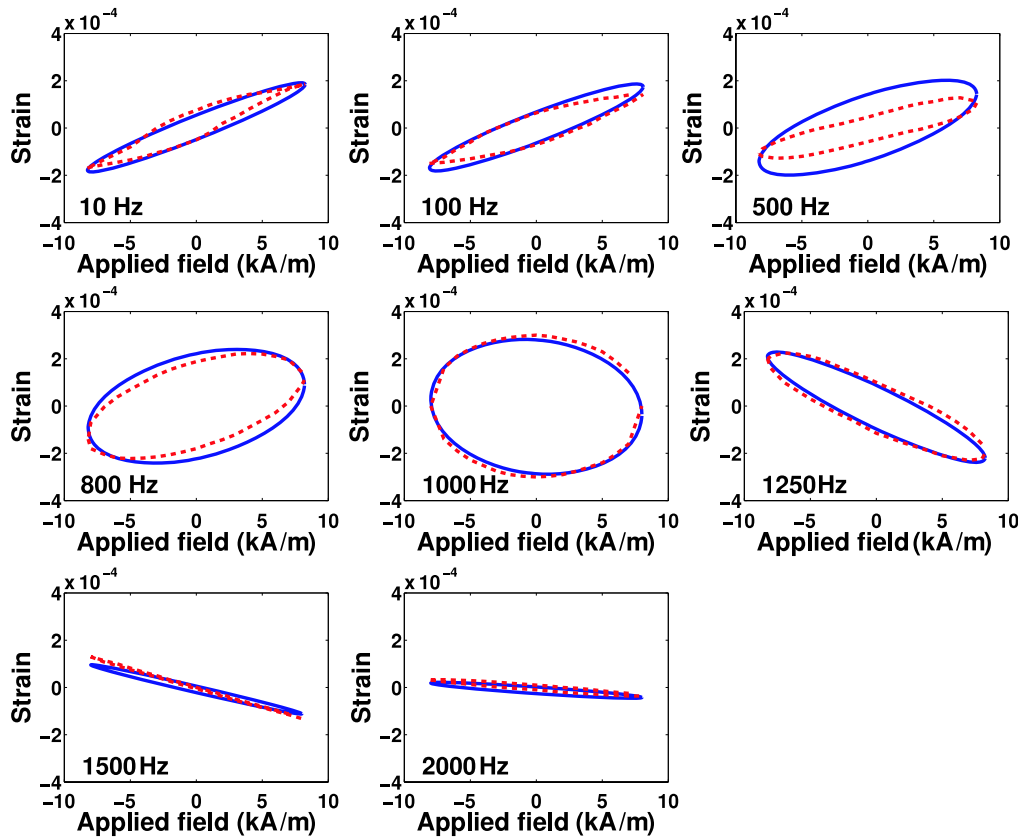 x 10⁻⁴
4
2
0
−2
−4
−10 −5 0 5 10
Strain
10 Hz
Applied field (kA/m)
x 10⁻⁴
4
2
0
−2
−4
−10 −5 0 5 10
Strain
100 Hz
Applied field (kA/m)
x 10⁻⁴
4
2
0
−2
−4
−10 −5 0 5 10
Strain
500 Hz
Applied field (kA/m)
x 10⁻⁴
4
2
0
−2
−4
−10 −5 0 5 10
Strain
800 Hz
Applied field (kA/m)
x 10⁻⁴
4
2
0
−2
−4
−10 −5 0 5 10
Strain
1000 Hz
Applied field (kA/m)
x 10⁻⁴
4
2
0
−2
−4
−10 −5 0 5 10
Strain
1250 Hz
Applied field (kA/m)
x 10⁻⁴
4
2
0
−2
−4
−10 −5 0 5 10
Strain
1500 Hz
Applied field (kA/m)
x 10⁻⁴
4
2
0
−2
−4
−10 −5 0 5 10
Strain
2000 Hz
Applied field (kA/m)